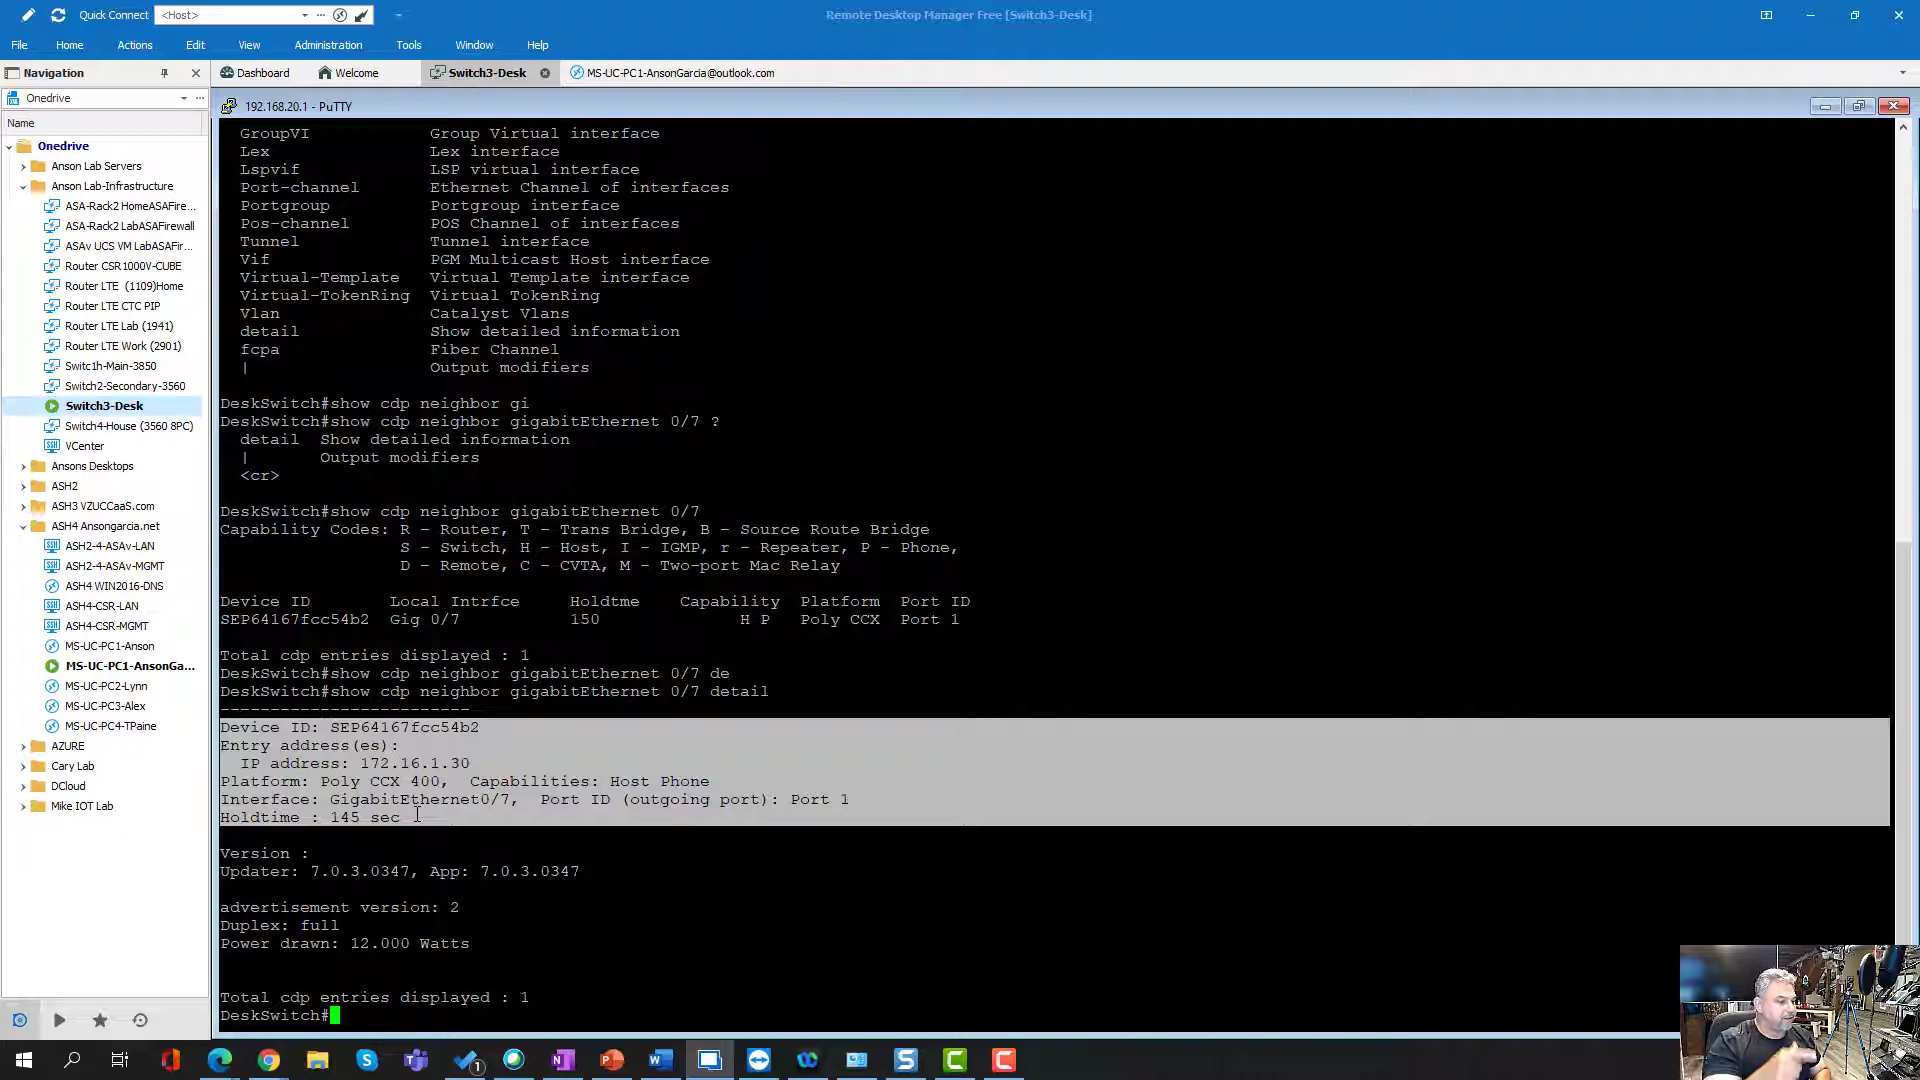 Quick Connect <Host> Remote Desktop Manager Free [Switch3-Desk]
File Home Actions Edit View Administration Tools Window Help
Navigation
Dashboard Welcome Switch3-Desk MS-UC-PC1-AnsonGarcia@outlook.com
Onedrive
Name
Onedrive
Anson Lab Servers
Anson Lab-Infrastructure
ASA-Rack2 HomeASAFire...
ASA-Rack2 LabASAFirewall
ASAv UCS VM LabASAFir...
Router CSR1000V-CUBE
Router LTE (1109)Home
Router LTE CTC PIP
Router LTE Lab (1941)
Router LTE Work (2901)
Switc1h-Main-3850
Switch2-Secondary-3560
Switch3-Desk
Switch4-House (3560 8PC)
VCenter
Ansons Desktops
ASH2
ASH3 VZUCCaaS.com
ASH4 Ansongarcia.net
ASH2-4-ASAv-LAN
ASH2-4-ASAv-MGMT
ASH4 WIN2016-DNS
ASH4-CSR-LAN
ASH4-CSR-MGMT
MS-UC-PC1-Anson
MS-UC-PC1-AnsonGa...
MS-UC-PC2-Lynn
MS-UC-PC3-Alex
MS-UC-PC4-TPaine
AZURE
Cary Lab
DCloud
Mike IOT Lab
192.168.20.1 - PuTTY
GroupVI Group Virtual interface
Lex Lex interface
Lspvif LSP virtual interface
Port-channel Ethernet Channel of interfaces
Portgroup Portgroup interface
Pos-channel POS Channel of interfaces
Tunnel Tunnel interface
Vif PGM Multicast Host interface
Virtual-Template Virtual Template interface
Virtual-TokenRing Virtual TokenRing
Vlan Catalyst Vlans
detail Show detailed information
fcpa Fiber Channel
| Output modifiers
DeskSwitch#show cdp neighbor gi
DeskSwitch#show cdp neighbor gigabitEthernet 0/7 ?
detail Show detailed information
| Output modifiers
<cr>
DeskSwitch#show cdp neighbor gigabitEthernet 0/7
Capability Codes: R - Router, T - Trans Bridge, B - Source Route Bridge
S - Switch, H - Host, I - IGMP, r - Repeater, P - Phone,
D - Remote, C - CVTA, M - Two-port Mac Relay
Device ID Local Intrfce Holdtme Capability Platform Port ID
SEP64167fcc54b2 Gig 0/7 150 H P Poly CCX Port 1
Total cdp entries displayed : 1
DeskSwitch#show cdp neighbor gigabitEthernet 0/7 de
DeskSwitch#show cdp neighbor gigabitEthernet 0/7 detail
-------------------------
Device ID: SEP64167fcc54b2
Entry address(es):
IP address: 172.16.1.30
Platform: Poly CCX 400, Capabilities: Host Phone
Interface: GigabitEthernet0/7, Port ID (outgoing port): Port 1
Holdtime : 145 sec
Version :
Updater: 7.0.3.0347, App: 7.0.3.0347
advertisement version: 2
Duplex: full
Power drawn: 12.000 Watts
Total cdp entries displayed : 1
DeskSwitch#
1